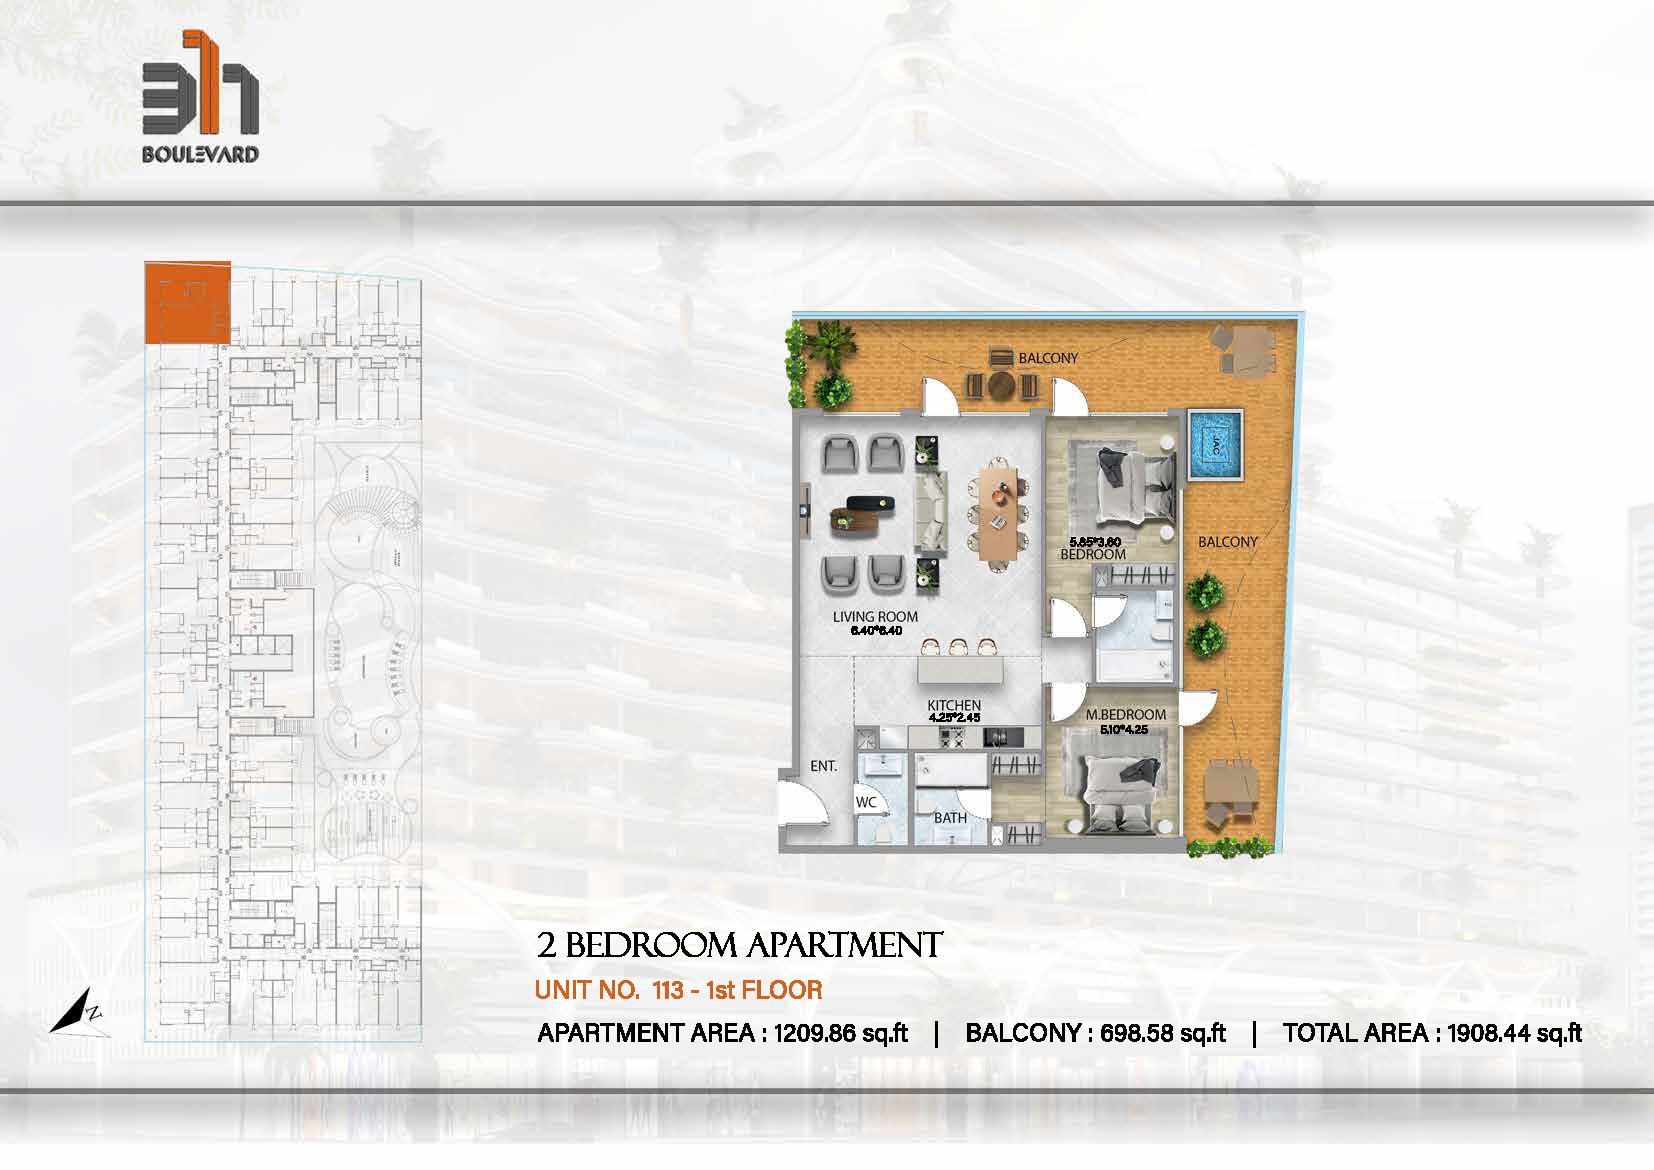 311
BOULEVARD
BALCONY
JAC
5.85*3.60
BEDROOM
BALCONY
LIVING ROOM
6.40*6.40
KITCHEN
4.25*2.45
M.BEDROOM
5.10*4.25
ENT.
WC
BATH
Z
2 BEDROOM APARTMENT
UNIT NO. 113 - 1st FLOOR
APARTMENT AREA : 1209.86 sq.ft | BALCONY : 698.58 sq.ft | TOTAL AREA : 1908.44 sq.ft